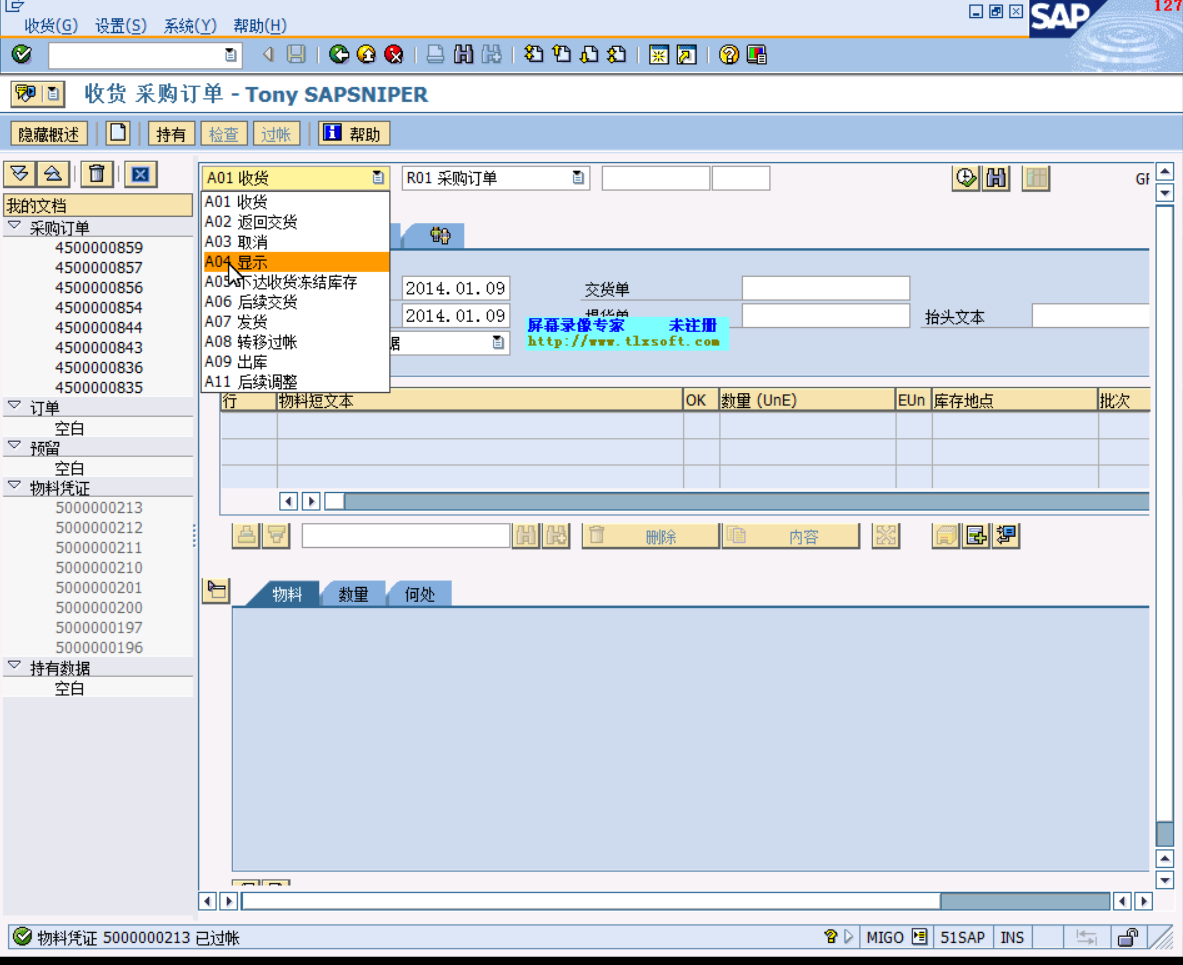 127
收货(G) 设置(S) 系统(Y) 帮助(H)
SAP
收货 采购订单 - Tony SAPSNIPER
隐藏概述 持有 检查 过帐 帮助
A01 收货 R01 采购订单
我的文档
采购订单
4500000859
4500000857
4500000856
4500000854
4500000844
4500000843
4500000836
4500000835
订单
空白
预留
空白
物料凭证
5000000213
5000000212
5000000211
5000000210
5000000201
5000000200
5000000197
5000000196
持有数据
空白
A01 收货
A02 返回交货
A03 取消
A04 显示
A05 下达收货冻结库存
A06 后续交货
A07 发货
A08 转移过帐
A09 出库
A11 后续调整
2014.01.09 交货单
2014.01.09 提货单 抬头文本
屏幕录像专家 未注册
http://www.tlxsoft.com
行 物料短文本 OK 数量 (UnE) EUn 库存地点 批次
删除 内容
物料 数量 何处
物料凭证 5000000213 已过帐 MIGO 51SAP INS